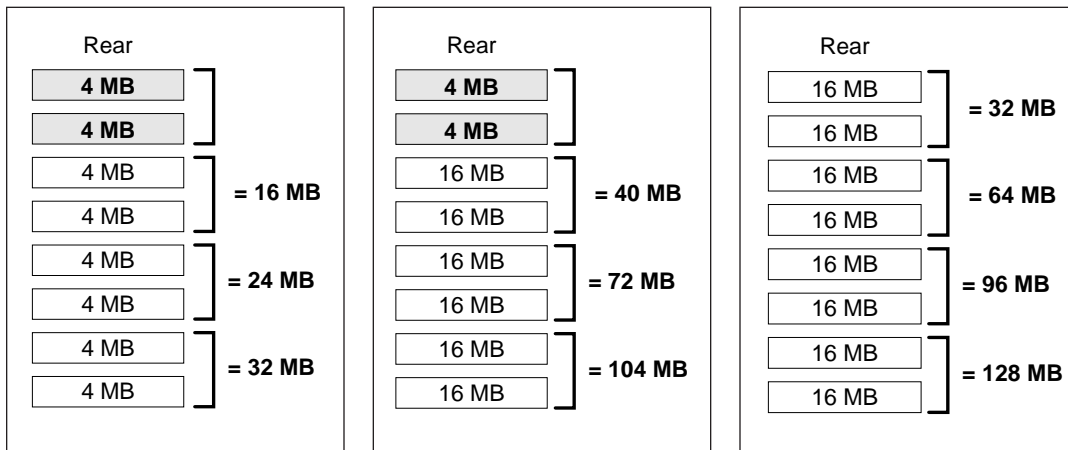 Rear
4 MB
4 MB
4 MB
= 16 MB
4 MB
4 MB
= 24 MB
4 MB
4 MB
= 32 MB
4 MB
Rear
4 MB
4 MB
16 MB
= 40 MB
16 MB
16 MB
= 72 MB
16 MB
16 MB
= 104 MB
16 MB
Rear
16 MB
= 32 MB
16 MB
16 MB
= 64 MB
16 MB
16 MB
= 96 MB
16 MB
16 MB
= 128 MB
16 MB